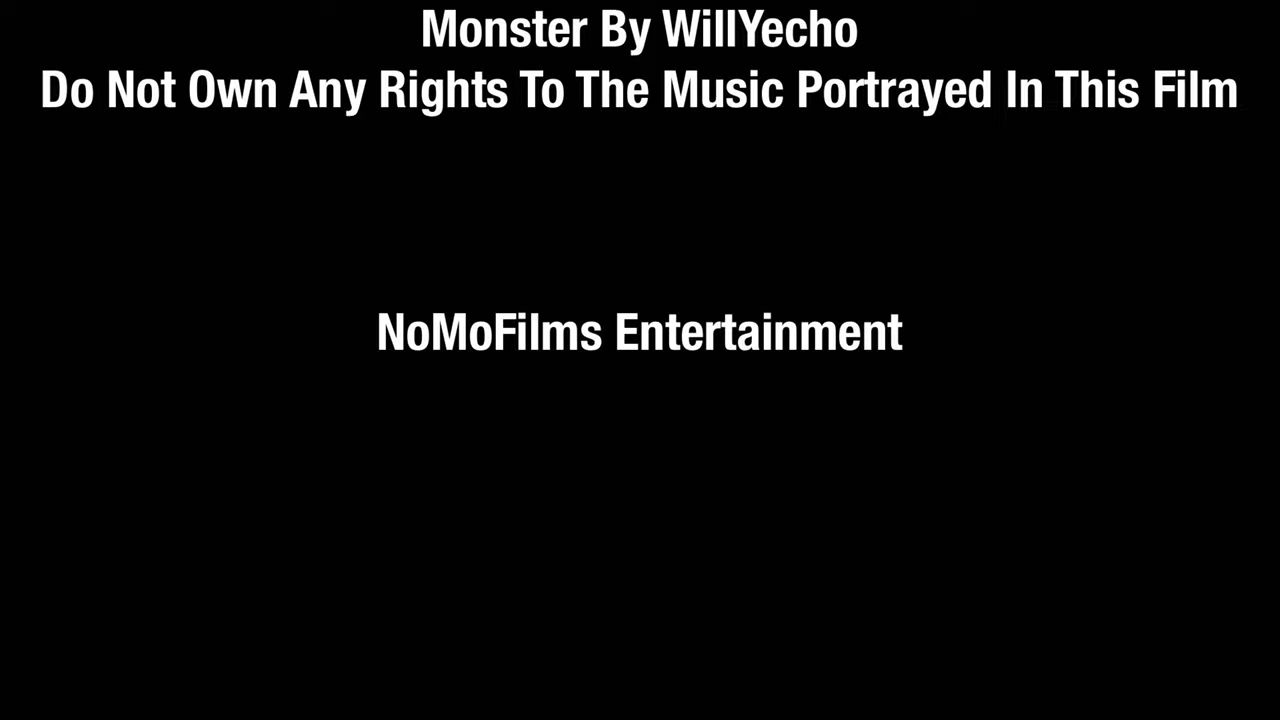 Monster By WillYecho
Do Not Own Any Rights To The Music Portrayed In This Film
NoMoFilms Entertainment